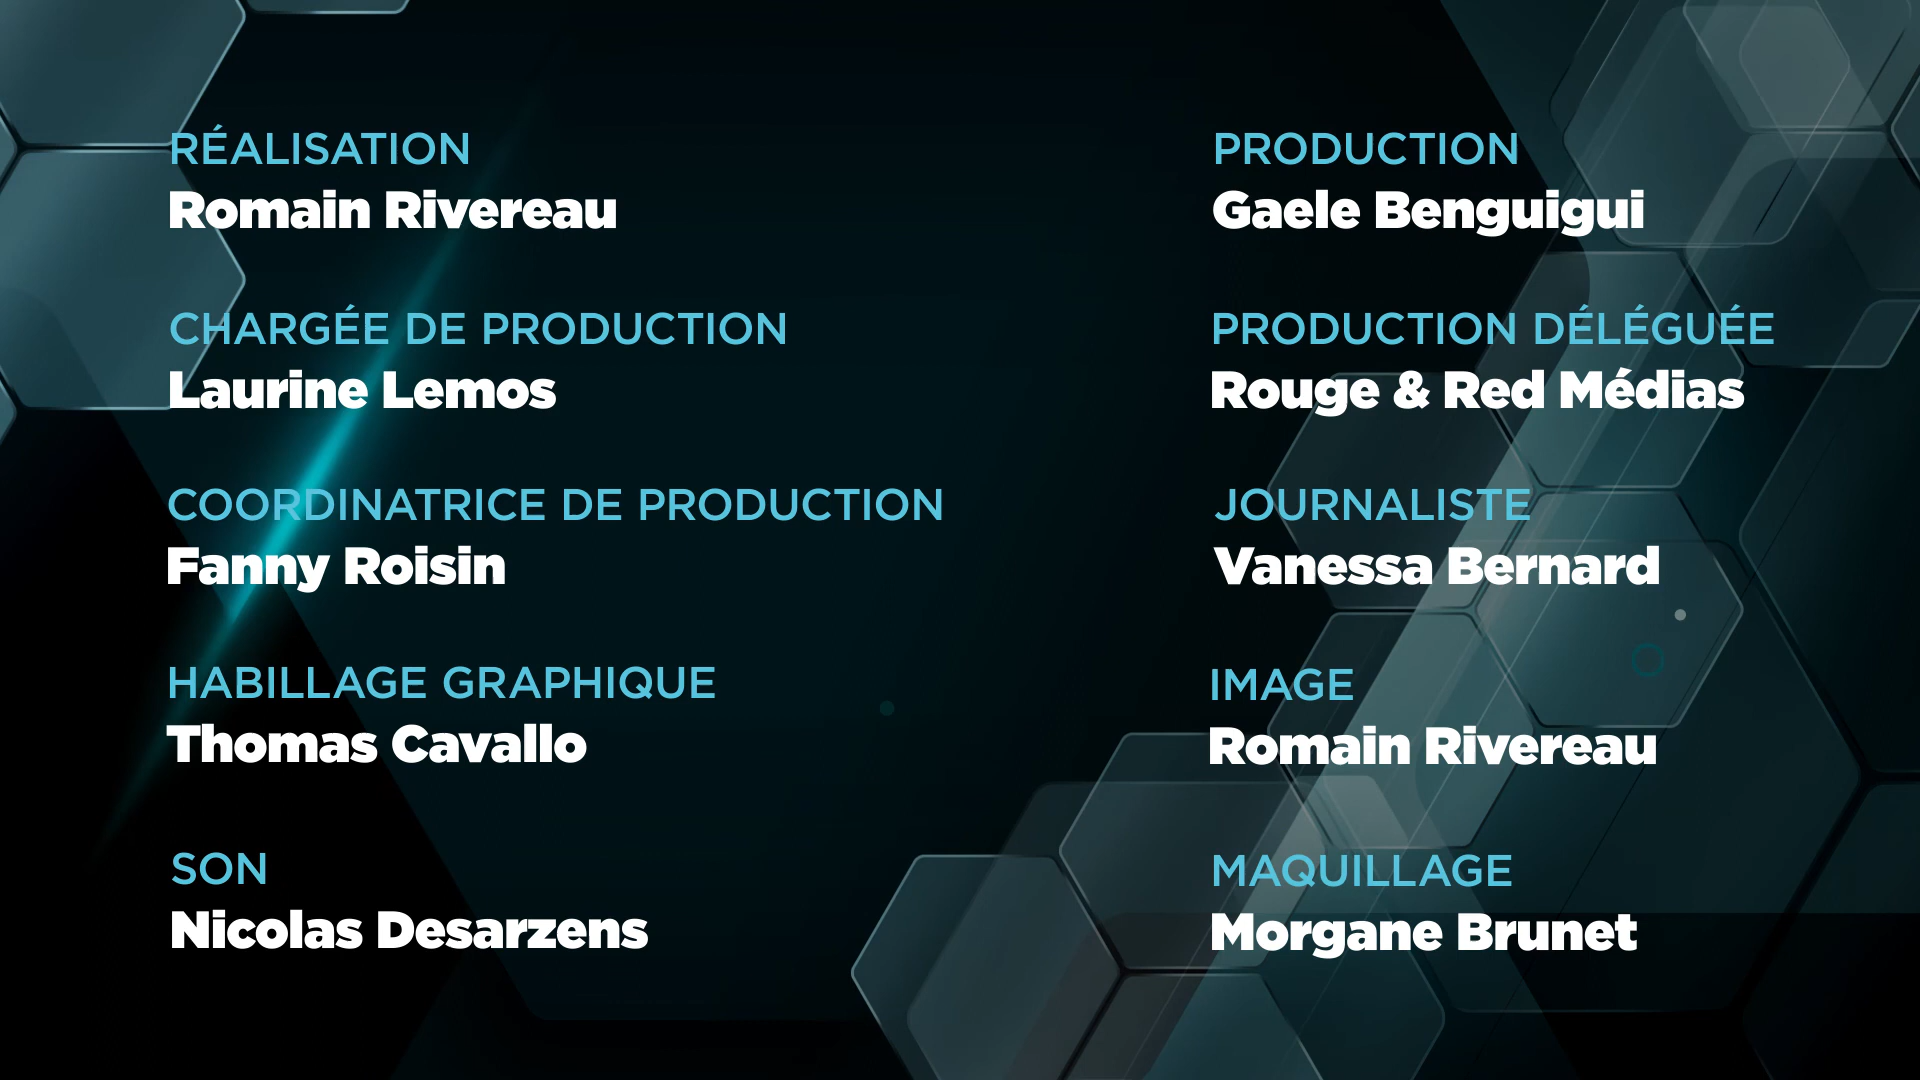 RÉALISATION
Romain Rivereau
CHARGÉE DE PRODUCTION
Laurine Lemos
COORDINATRICE DE PRODUCTION
Fanny Roisin
HABILLAGE GRAPHIQUE
Thomas Cavallo
SON
Nicolas Desarzens
PRODUCTION
Gaele Benguigui
PRODUCTION DÉLÉGUÉE
Rouge & Red Médias
JOURNALISTE
Vanessa Bernard
IMAGE
Romain Rivereau
MAQUILLAGE
Morgane Brunet